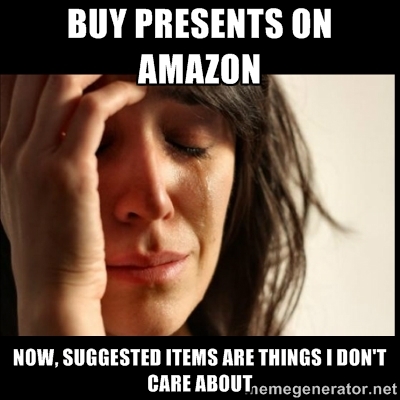 BUY PRESENTS ON
AMAZON
NOW, SUGGESTED ITEMS ARE THINGS I DON'T
CARE ABOUT
memegenerator.net